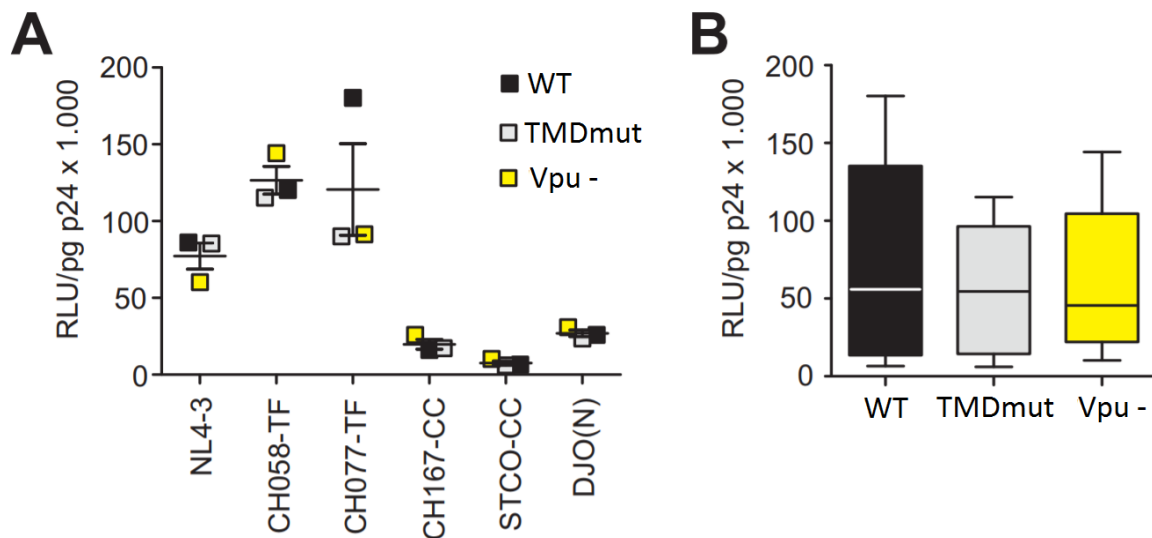 A
RLU/pg p24 x 1.000
200
150
100
50
0
WT
TMDmut
Vpu -
NL4-3
CH058-TF
CH077-TF
CH167-CC
STCO-CC
DJO(N)
B
RLU/pg p24 x 1.000
200
150
100
50
0
WT TMDmut Vpu -